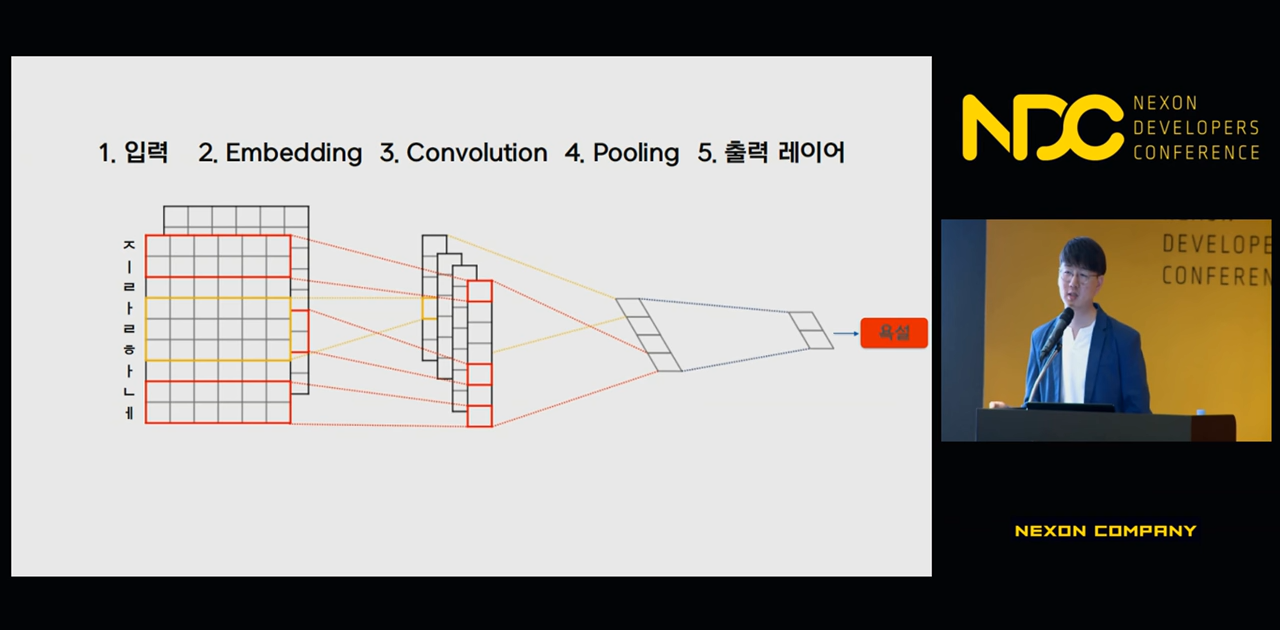 1. 입력 2. Embedding 3. Convolution 4. Pooling 5. 출력 레이어
ㅈ
ㅣ
ㄹ
ㅏ
ㄹ
ㅎ
ㅏ
ㄴ
ㅔ
욕설
NDC
NEXON
DEVELOPERS
CONFERENCE
DEVELOPE
CONFEREN
NEXON COMPANY